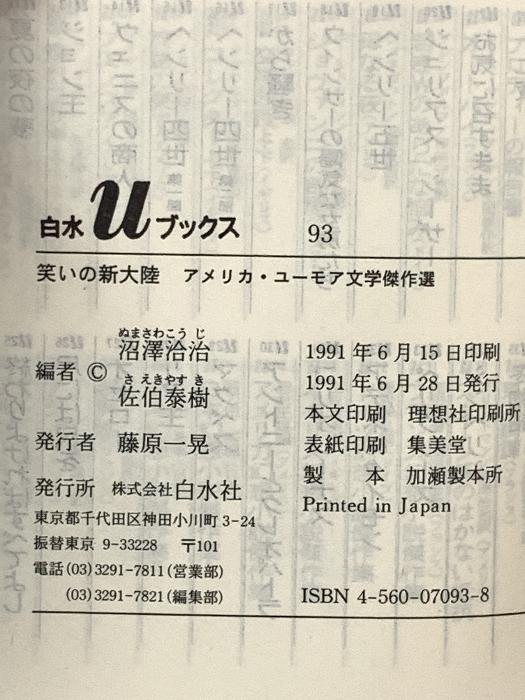 白水uブックス 93
笑いの新大陸 アメリカ・ユーモア文学傑作選
ぬまさわこうじ
編者 © 沼澤洽治
さえきやすき
佐伯泰樹
発行者 藤原一晃
発行所 株式会社白水社
東京都千代田区神田小川町3-24
振替東京 9-33228 〒101
電話(03)3291-7811(営業部)
(03)3291-7821(編集部)
1991年6月15日印刷
1991年6月28日発行
本文印刷 理想社印刷所
表紙印刷 集美堂
製本 加瀬製本所
Printed in Japan
ISBN 4-560-07093-8